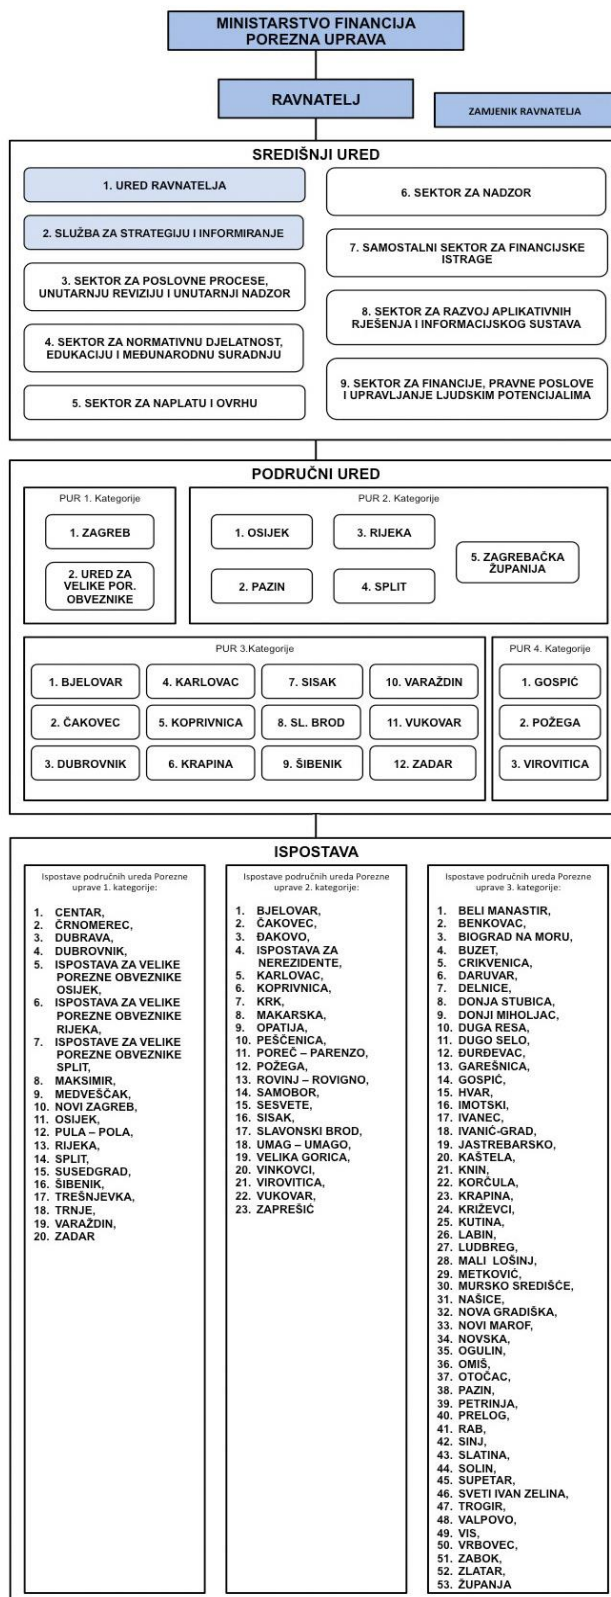 MINISTARSTVO FINANCIJA
POREZNA UPRAVA
RAVNATELJ
ZAMJENIK RAVNATELJA
SREDIŠNJI URED
1. URED RAVNATELJA
2. SLUŽBA ZA STRATEGIJU I INFORMIRANJE
3. SEKTOR ZA POSLOVNE PROCESE,
UNUTARNJU REVIZIJU I UNUTARNJI NADZOR
4. SEKTOR ZA NORMATIVNU DJELATNOST,
EDUKACIJU I MEĐUNARODNU SURADNJU
5. SEKTOR ZA NAPLATU I OVRHU
6. SEKTOR ZA NADZOR
7. SAMOSTALNI SEKTOR ZA FINANCIJSKE
ISTRAGE
8. SEKTOR ZA RAZVOJ APLIKATIVNIH
RJEŠENJA I INFORMACIJSKOG SUSTAVA
9. SEKTOR ZA FINANCIJE, PRAVNE POSLOVE
I UPRAVLJANJE LJUDSKIM POTENCIJALIMA
PODRUČNI URED
PUR 1. Kategorije
1. ZAGREB
2. URED ZA
VELIKE POR.
OBVEZNIKE
PUR 2. Kategorije
1. OSIJEK
2. PAZIN
3. RIJEKA
4. SPLIT
5. ZAGREBAČKA
ŽUPANIJA
PUR 3.Kategorije
1. BJELOVAR
2. ČAKOVEC
3. DUBROVNIK
4. KARLOVAC
5. KOPRIVNICA
6. KRAPINA
7. SISAK
8. SL. BROD
9. ŠIBENIK
10. VARAŽDIN
11. VUKOVAR
12. ZADAR
PUR 4. Kategorije
1. GOSPIĆ
2. POŽEGA
3. VIROVITICA
ISPOSTAVA
Ispostave područnih ureda Porezne
uprave 1. kategorije:
1. CENTAR,
2. ČRNOMEREC,
3. DUBRAVA,
4. DUBROVNIK,
5. ISPOSTAVA ZA VELIKE
POREZNE OBVEZNIKE
OSIJEK,
6. ISPOSTAVA ZA VELIKE
POREZNE OBVEZNIKE
RIJEKA,
7. ISPOSTAVE ZA VELIKE
POREZNE OBVEZNIKE
SPLIT,
8. MAKSIMIR,
9. MEDVEŠČAK,
10. NOVI ZAGREB,
11. OSIJEK,
12. PULA – POLA,
13. RIJEKA,
14. SPLIT,
15. SUSEDGRAD,
16. ŠIBENIK,
17. TREŠNJEVKA,
18. TRNJE,
19. VARAŽDIN,
20. ZADAR
Ispostave područnih ureda Porezne
uprave 2. kategorije:
1. BJELOVAR,
2. ČAKOVEC,
3. ĐAKOVO,
4. ISPOSTAVA ZA
NEREZIDENTE,
5. KARLOVAC,
6. KOPRIVNICA,
7. KRK,
8. MAKARSKA,
9. OPATIJA,
10. PEŠČENICA,
11. POREČ – PARENZO,
12. POŽEGA,
13. ROVINJ – ROVIGNO,
14. SAMOBOR,
15. SESVETE,
16. SISAK,
17. SLAVONSKI BROD,
18. UMAG – UMAGO,
19. VELIKA GORICA,
20. VINKOVCI,
21. VIROVITICA,
22. VUKOVAR,
23. ZAPREŠIĆ
Ispostave područnih ureda Porezne
uprave 3. kategorije:
1. BELI MANASTIR,
2. BENKOVAC,
3. BIOGRAD NA MORU,
4. BUZET,
5. CRIKVENICA,
6. DARUVAR,
7. DELNICE,
8. DONJA STUBICA,
9. DONJI MIHOLJAC,
10. DUGA RESA,
11. DUGO SELO,
12. ĐURĐEVAC,
13. GAREŠNICA,
14. GOSPIĆ,
15. HVAR,
16. IMOTSKI,
17. IVANEC,
18. IVANIĆ-GRAD,
19. JASTREBARSKO,
20. KAŠTELA,
21. KNIN,
22. KORČULA,
23. KRAPINA,
24. KRIŽEVCI,
25. KUTINA,
26. LABIN,
27. LUDBREG,
28. MALI LOŠINJ,
29. METKOVIĆ,
30. MURSKO SREDIŠĆE,
31. NAŠICE,
32. NOVA GRADIŠKA,
33. NOVI MAROF,
34. NOVSKA,
35. OGULIN,
36. OMIŠ,
37. OTOČAC,
38. PAZIN,
39. PETRINJA,
40. PRELOG,
41. RAB,
42. SINJ,
43. SLATINA,
44. SOLIN,
45. SUPETAR,
46. SVETI IVAN ZELINA,
47. TROGIR,
48. VALPOVO,
49. VIS,
50. VRBOVEC,
51. ZABOK,
52. ZLATAR,
53. ŽUPANJA